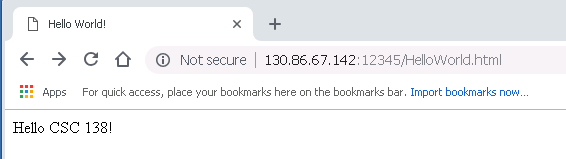 Hello World!
Not secure | 130.86.67.142:12345/HelloWorld.html
Apps For quick access, place your bookmarks here on the bookmarks bar. Import bookmarks now...
Hello CSC 138!